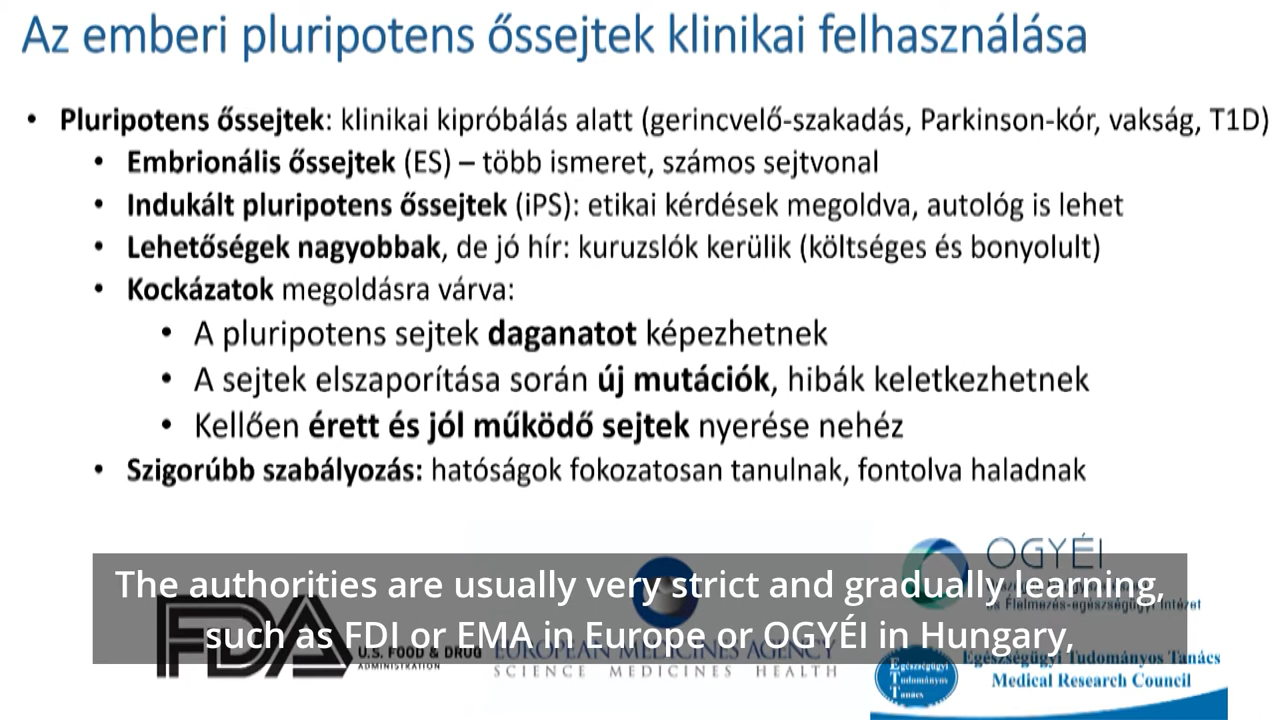 Az emberi pluripotens őssejtek klinikai felhasználása
• Pluripotens őssejtek: klinikai kipróbálás alatt (gerincvelő-szakadás, Parkinson-kór, vakság, T1D)
• Embrionális őssejtek (ES) – több ismeret, számos sejtvonal
• Indukált pluripotens őssejtek (iPS): etikai kérdések megoldva, autológ is lehet
• Lehetőségek nagyobbak, de jó hír: kuruzslók kerülik (költséges és bonyolult)
• Kockázatok megoldásra várva:
• A pluripotens sejtek daganatot képezhetnek
• A sejtek elszaporítása során új mutációk, hibák keletkezhetnek
• Kellően érett és jól működő sejtek nyerése nehéz
• Szigorúbb szabályozás: hatóságok fokozatosan tanulnak, fontolva haladnak
OGYÉI
és Élelmezés-egészségügyi Intézet
The authorities are usually very strict and gradually learning,
such as FDI or EMA in Europe or OGYÉI in Hungary,
FDA
U.S. FOOD & DRUG
ADMINISTRATION
EUROPEAN MEDICINES AGENCY
SCIENCE MEDICINES HEALTH
Egészségügyi
Tudományos
Tanács
Egészségügyi Tudományos Tanács
Medical Research Council